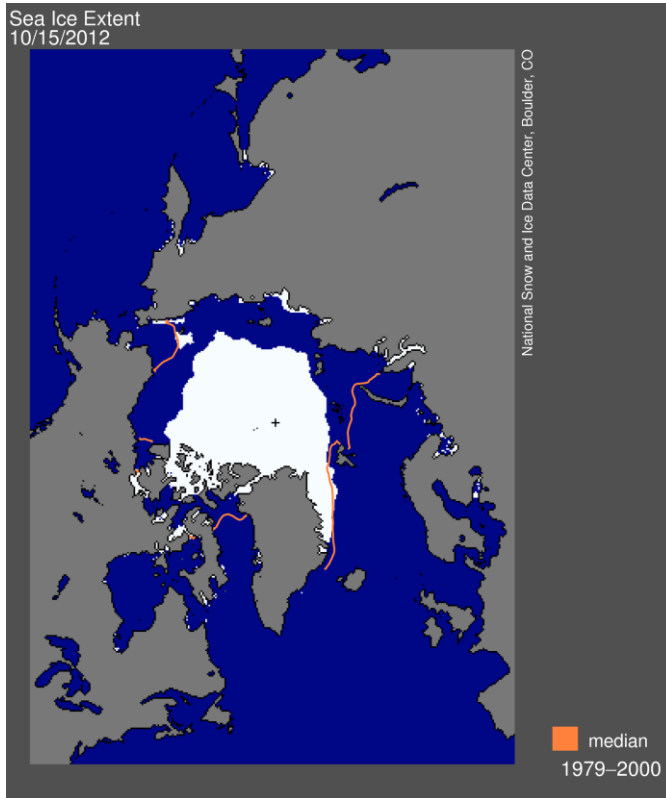 Sea Ice Extent
10/15/2012
National Snow and Ice Data Center, Boulder, CO
median
1979–2000